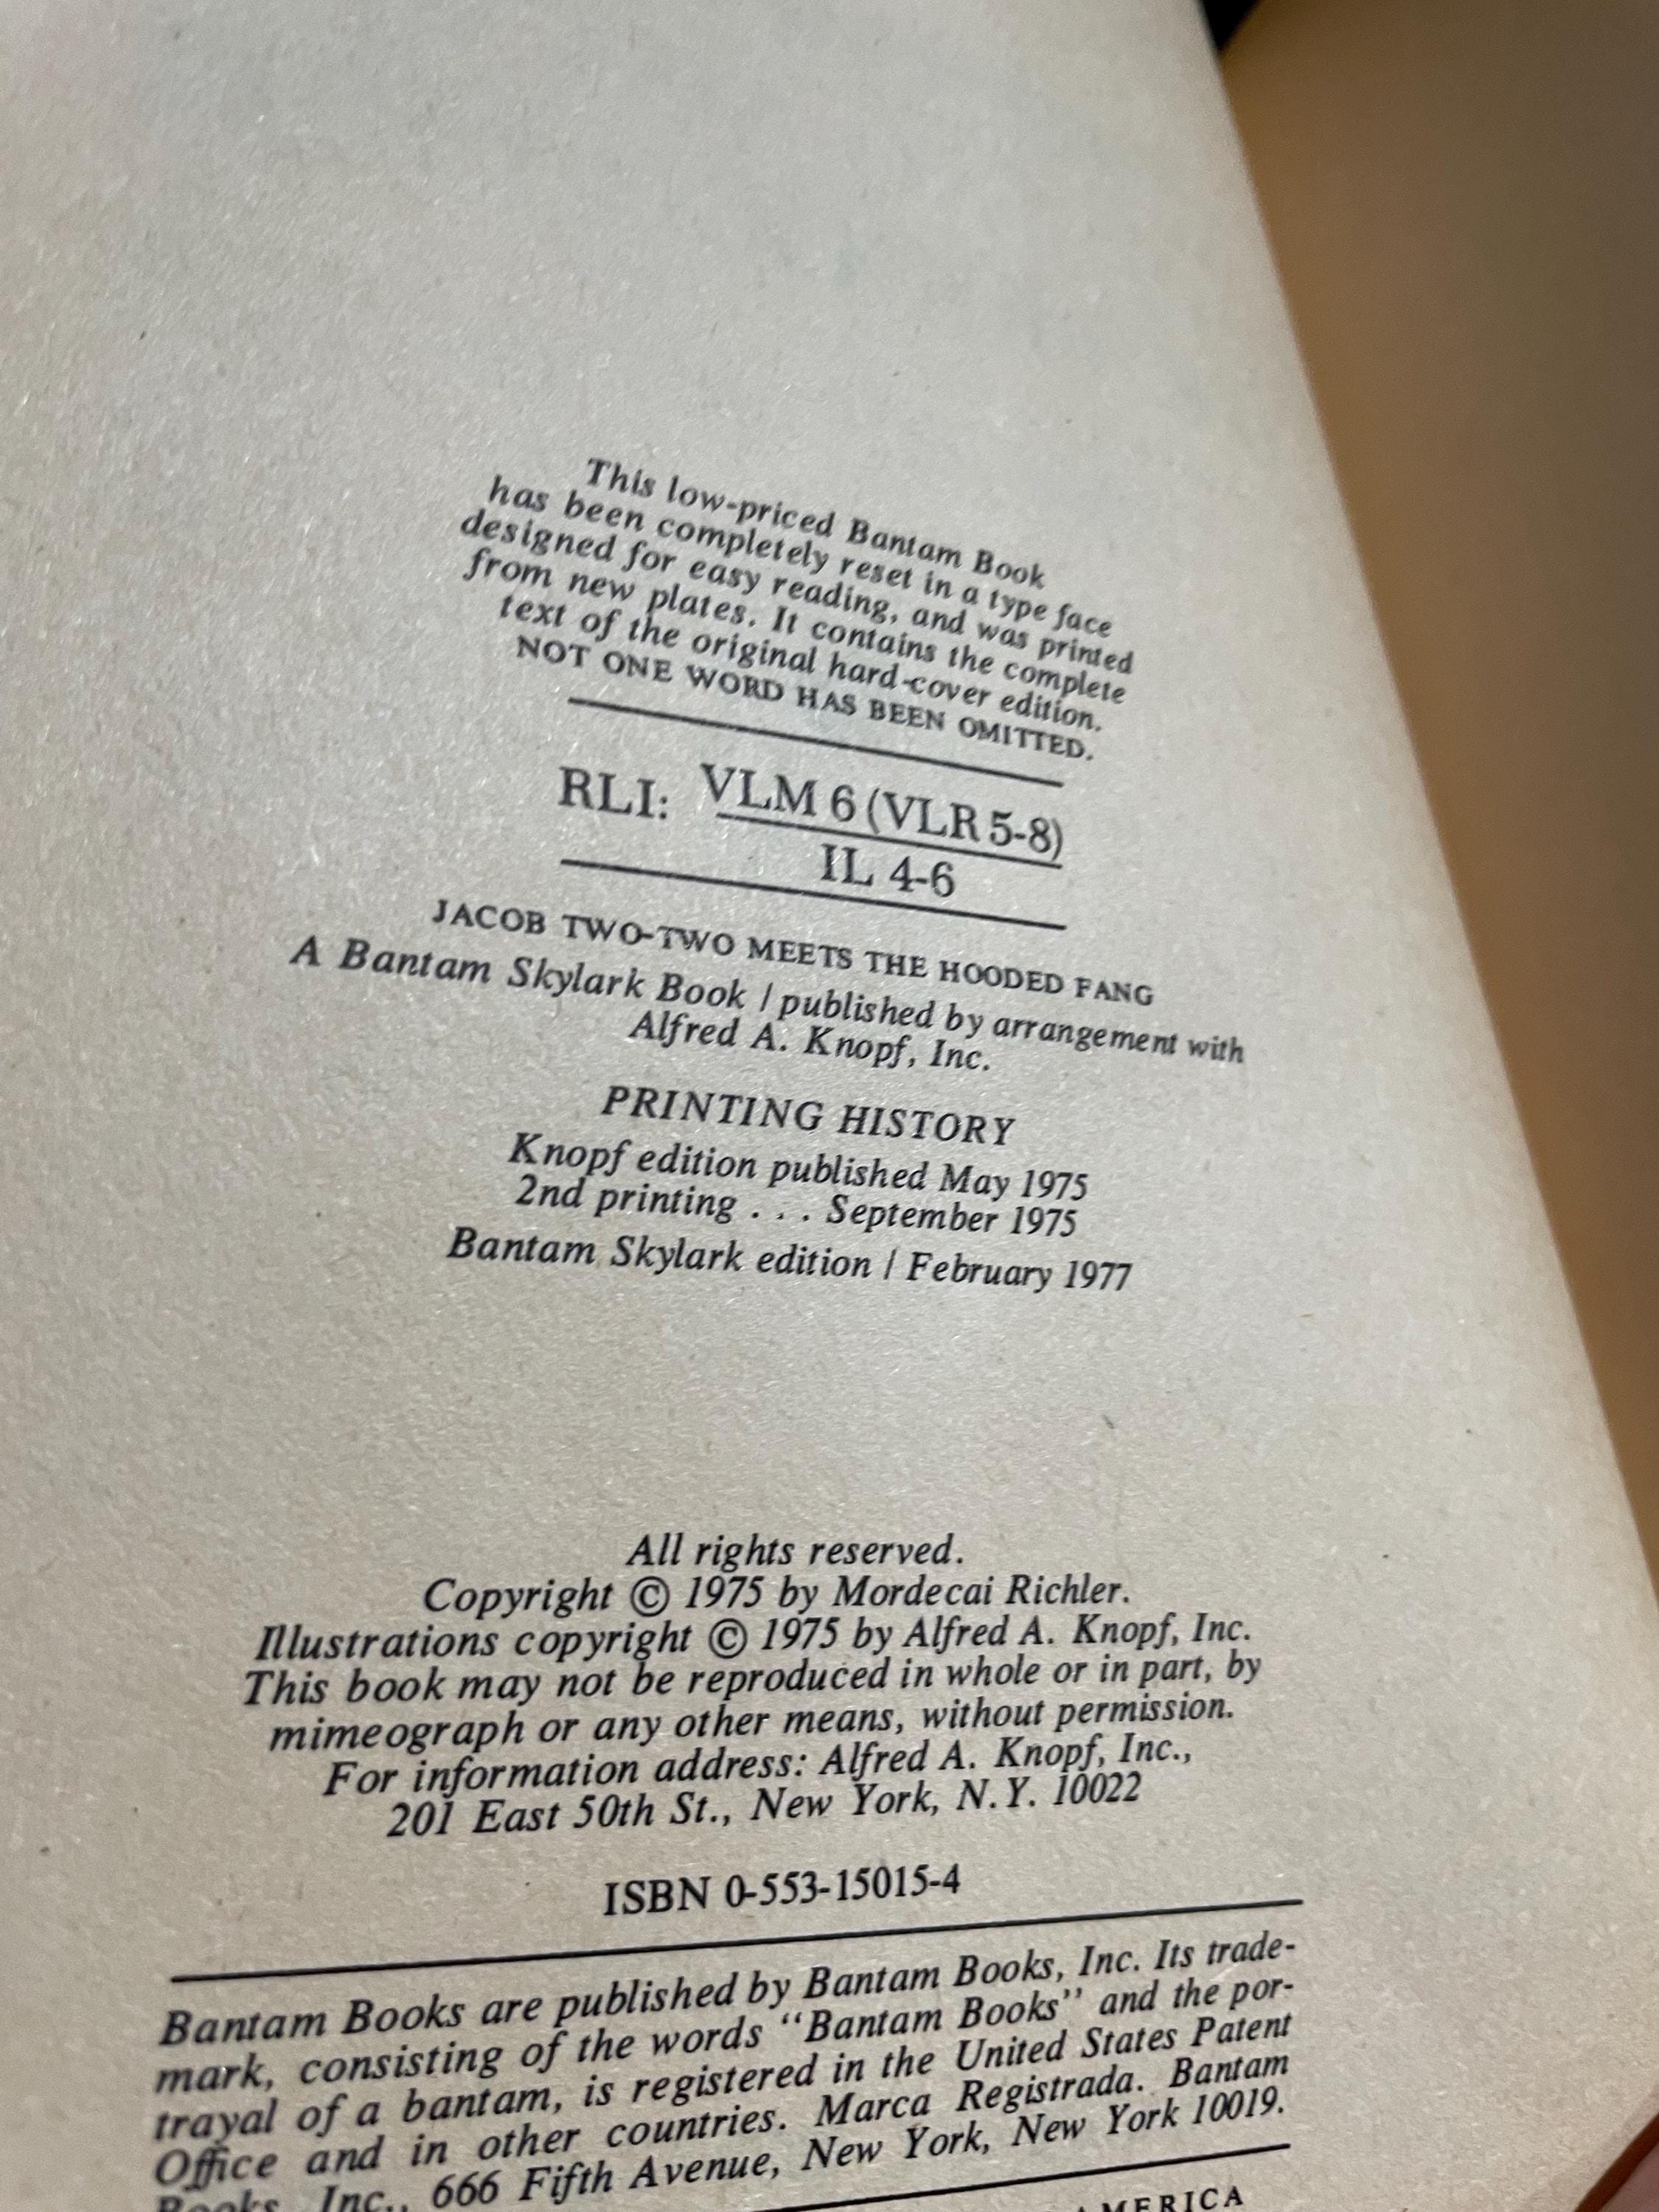 This low-priced Bantam Book
has been completely reset in a type face
designed for easy reading, and was printed
from new plates. It contains the complete
text of the original hard-cover edition.
NOT ONE WORD HAS BEEN OMITTED.
RLI: VLM 6 (VLR 5-8)
IL 4-6
JACOB TWO-TWO MEETS THE HOODED FANG
A Bantam Skylark Book / published by arrangement with
Alfred A. Knopf, Inc.
PRINTING HISTORY
Knopf edition published May 1975
2nd printing . . . September 1975
Bantam Skylark edition / February 1977
All rights reserved.
Copyright © 1975 by Mordecai Richler.
Illustrations copyright © 1975 by Alfred A. Knopf, Inc.
This book may not be reproduced in whole or in part, by
mimeograph or any other means, without permission.
For information address: Alfred A. Knopf, Inc.,
201 East 50th St., New York, N.Y. 10022
ISBN 0-553-15015-4
Bantam Books are published by Bantam Books, Inc. Its trade-
mark, consisting of the words "Bantam Books" and the por-
trayal of a bantam, is registered in the United States Patent
Office and in other countries. Marca Registrada. Bantam
Books, Inc., 666 Fifth Avenue, New York, New York 10019.
AMERICA